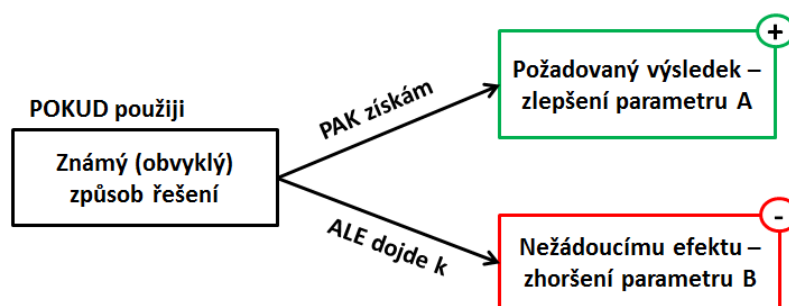 POKUD použiji
Známý (obvyklý)
způsob řešení
PAK získám
ALE dojde k
+
Požadovaný výsledek –
zlepšení parametru A
-
Nežádoucímu efektu –
zhoršení parametru B